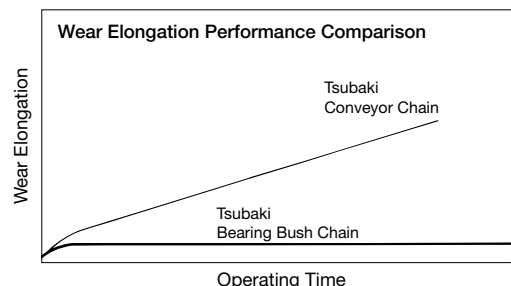 Wear Elongation Performance Comparison
Tsubaki
Conveyor Chain
Wear Elongation
Tsubaki
Bearing Bush Chain
Operating Time